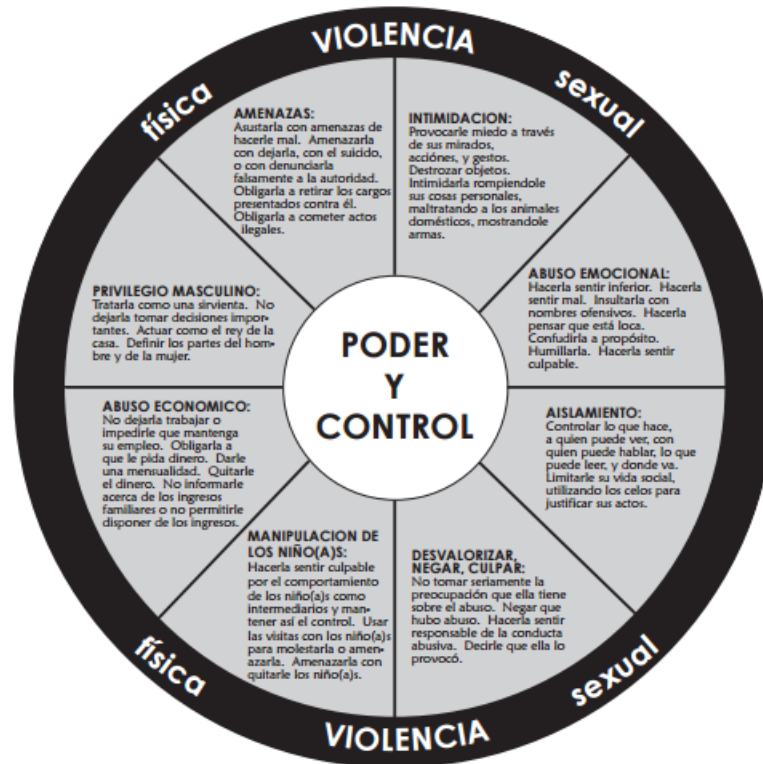 VIOLENCIA
física
sexual
AMENAZAS:
Asustarla con amenazas de
hacerle mal. Amenazarla
con dejarla, con el suicido,
o con denunciarla
falsamente a la autoridad.
Obligarla a retirar los cargos
presentados contra él.
Obligarla a cometer actos
ilegales.
INTIMIDACION:
Provocarle miedo a través
de sus mirados,
acciónes, y gestos.
Destrozar objetos.
Intimidarla rompiendole
sus cosas personales,
maltratando a los animales
domésticos, mostrandole
armas.
PRIVILEGIO MASCULINO:
Tratarla como una sirvienta. No
dejarla tomar decisiones impor-
tantes. Actuar como el rey de la
casa. Definir los partes del hom-
bre y de la mujer.
ABUSO EMOCIONAL:
Hacerla sentir inferior. Hacerla
sentir mal. Insultarla con
nombres ofensivos. Hacerla
pensar que está loca.
Confudirla a propósito.
Humillarla. Hacerla sentir
culpable.
PODER
Y
CONTROL
ABUSO ECONOMICO:
No dejarla trabajar o
impedirle que mantenga
su empleo. Obligarla a
que le pida dinero. Darle
una mensualidad. Quitarle
el dinero. No informarle
acerca de los ingresos
familiares o no permitirle
disponer de los ingresos.
AISLAMIENTO:
Controlar lo que hace,
a quien puede ver, con
quien puede hablar, lo que
puede leer, y donde va.
Limitarle su vida social,
utilizando los celos para
justificar sus actos.
MANIPULACION DE
LOS NIÑO(A)S:
Hacerla sentir culpable
por el comportamiento
de los niño(a)s como
intermediarios y man-
tener así el control. Usar
las visitas con los niño(a)s
para molestarla o amen-
azarla. Amenazarla con
quitarle los niño(a)s.
DESVALORIZAR,
NEGAR, CULPAR:
No tomar seriamente la
preocupación que ella tiene
sobre el abuso. Negar que
hubo abuso. Hacerla sentir
responsable de la conducta
abusiva. Decirle que ella lo
provocó.
física
sexual
VIOLENCIA